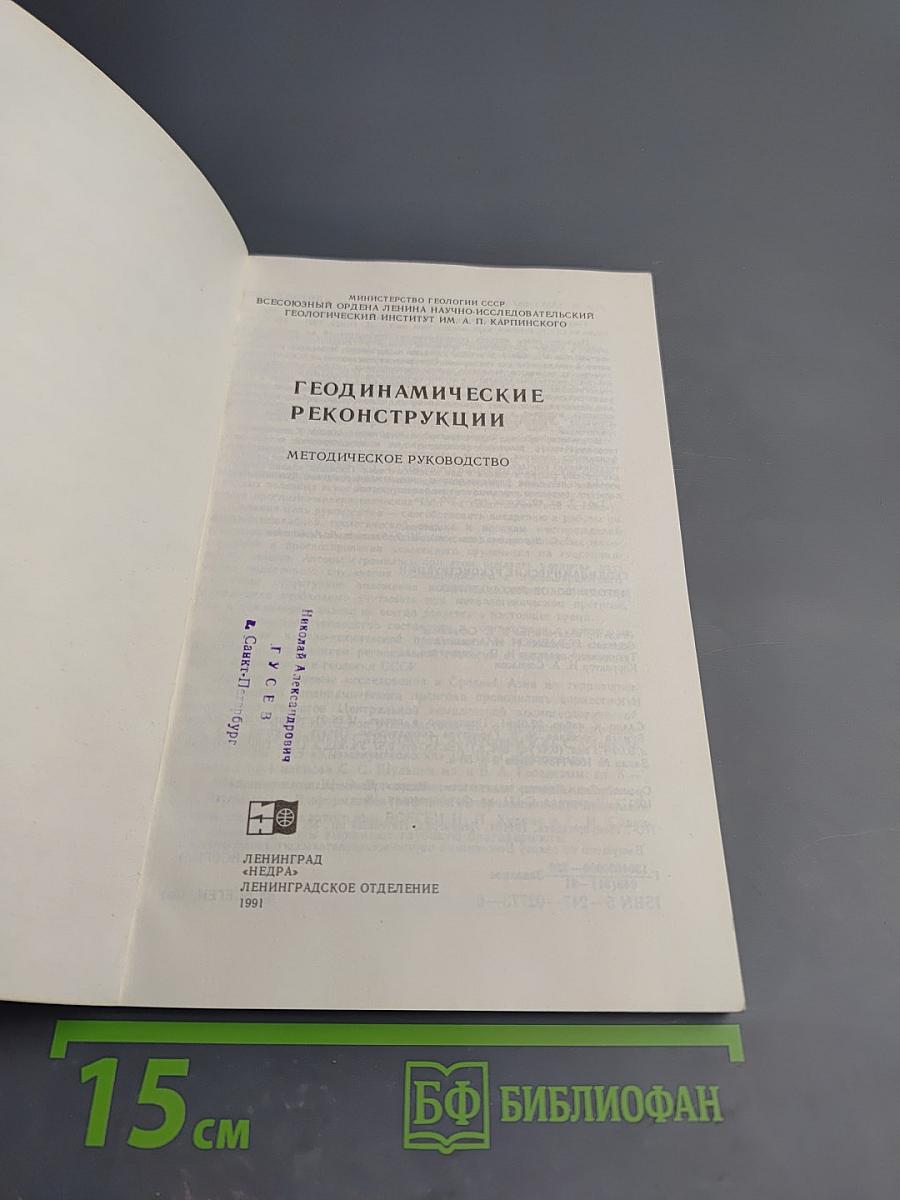 МИНИСТЕРСТВО ГЕОЛОГИИ СССР
ВСЕСОЮЗНЫЙ ОРДЕНА ЛЕНИНА НАУЧНО-ИССЛЕДОВАТЕЛЬСКИЙ
ГЕОЛОГИЧЕСКИЙ ИНСТИТУТ ИМ. А. П. КАРПИНСКОГО
ГЕОДИНАМИЧЕСКИЕ
РЕКОНСТРУКЦИИ
МЕТОДИЧЕСКОЕ РУКОВОДСТВО
Николай Александрович
ГУСЕВ
г. Санкт-Петербург
ЛЕНИНГРАД
«НЕДРА»
ЛЕНИНГРАДСКОЕ ОТДЕЛЕНИЕ
1991
15 см
БФ БИБЛИОФАН